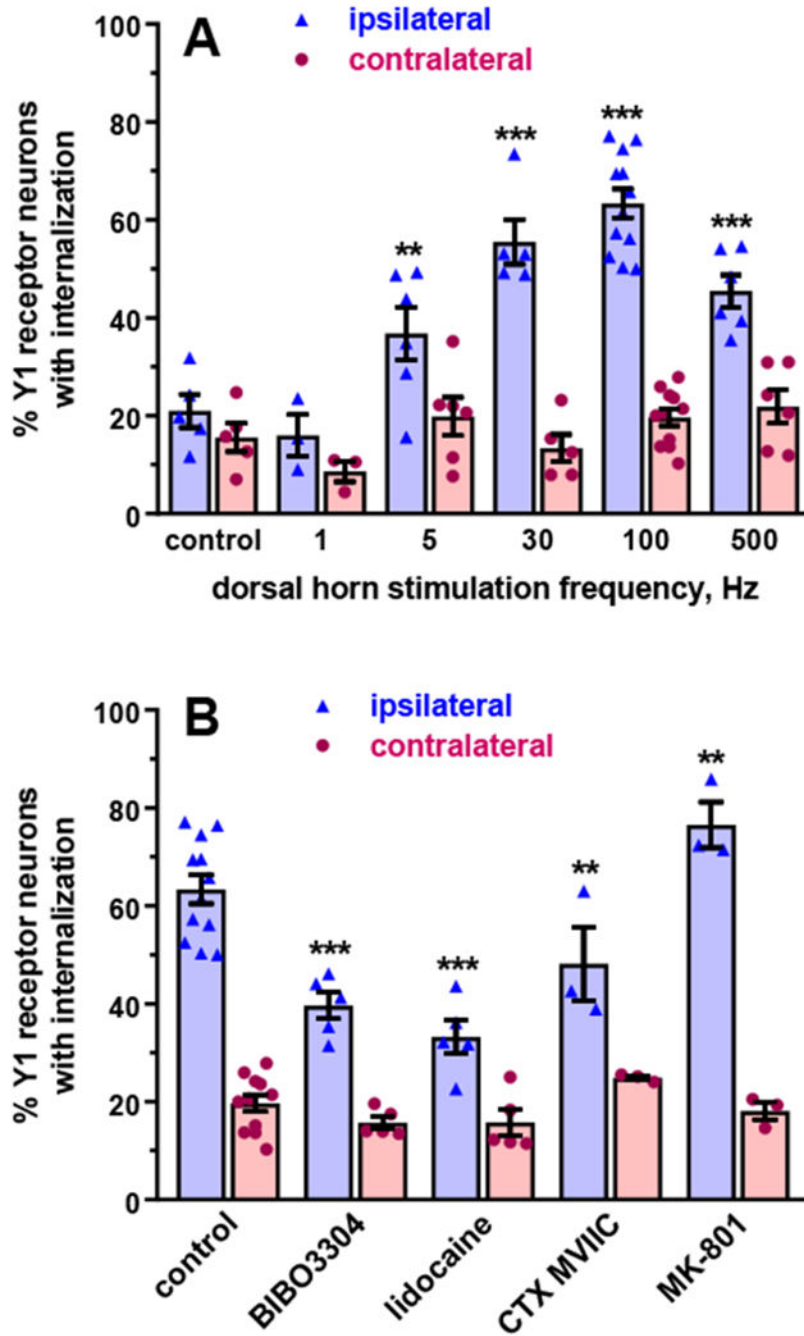 A
ipsilateral
contralateral
% Y1 receptor neurons
with internalization
100
80
60
40
20
0
** *** *** ***
control 1 5 30 100 500
dorsal horn stimulation frequency, Hz
B
ipsilateral
contralateral
% Y1 receptor neurons
with internalization
100
80
60
40
20
0
*** *** ** **
control BIBO3304 lidocaine CTX MVIIC MK-801